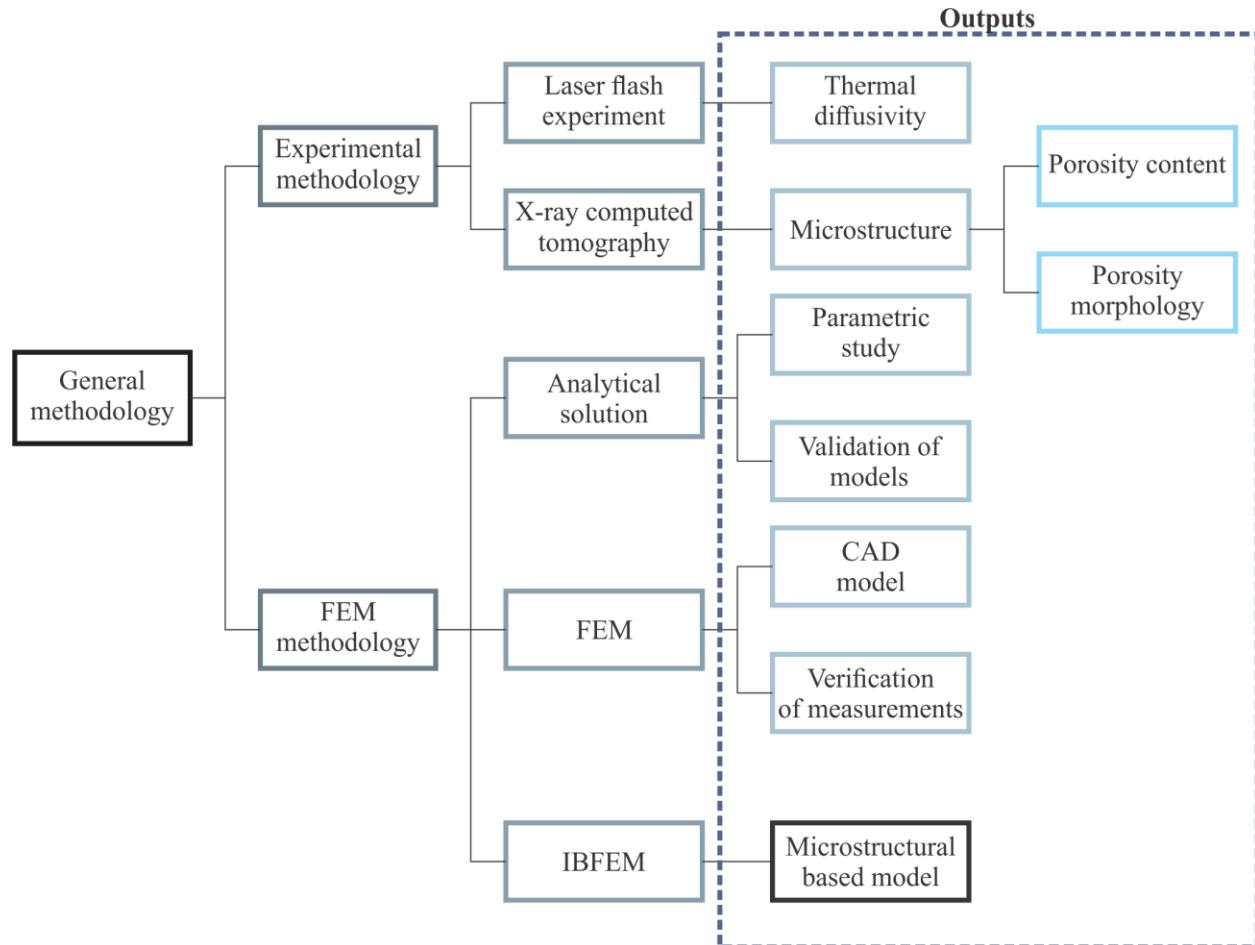 Outputs
Laser flash
experiment
Thermal
diffusivity
Experimental
methodology
Porosity content
X-ray computed
tomography
Microstructure
Porosity
morphology
Parametric
study
General
methodology
Analytical
solution
Validation of
models
CAD
model
FEM
methodology
FEM
Verification
of measurements
IBFEM
Microstructural
based model